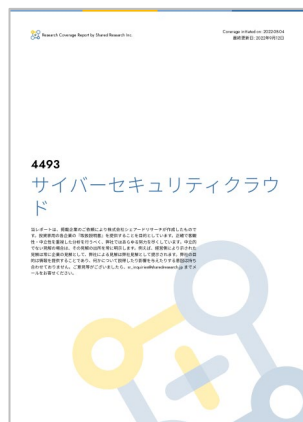 Research Coverage Report by Shared Research Inc.
Coverage initiated on: 2022-08-04
最終更新日: 2022年9月12日
4493
サイバーセキュリティクラウ
ド
当レポートは、掲載企業のご依頼により株式会社シェアードリサーチが作成したもので
す。投資家用の各企業の『取扱説明書』を提供することを目的としています。正確で客観
性・中立性を重視した分析を行うべく、弊社ではあらゆる努力を尽くしています。中立的
でない見解の場合は、その見解の出所を常に明示します。例えば、経営側により示された
見解は常に企業の見解として、弊社による見解は弊社見解として提示されます。弊社の目
的は情報を提供することであり、何かについて説得したり影響を与えたりする意図は持ち
合わせておりません。ご意見等がございましたら、sr_inquiries@sharedresearch.jp までメ
ールをお寄せください。